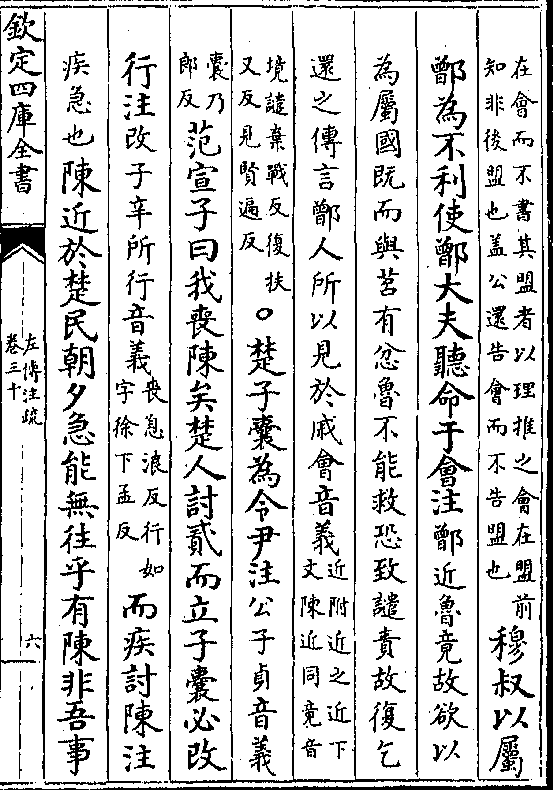 在會而不書其盟者以理推之會在盟前
知非後盟也盖公還告會而不告盟也
穆叔以屬
鄫為不利使鄫大夫聽命于會注鄫近魯竟故欲以
為屬國既而與莒有忿魯不能救恐致譴責故復乞
還之傳言鄫人所以見於戚會音義
近附近之近下
文陳近同竟音
境譴棄戰反復扶
又反見賢遍反
○楚子囊為令尹注公子貞音義
囊乃
郎反
范宣子曰我喪陳矣楚人討貳而立子囊必改
行注改子辛所行音義
喪息浪反行如
字徐下孟反
而疾討陳注
疾急也陳近於楚民朝夕急能無往乎有陳非吾事
欽定四庫全書
左傳注疏
卷三十
六